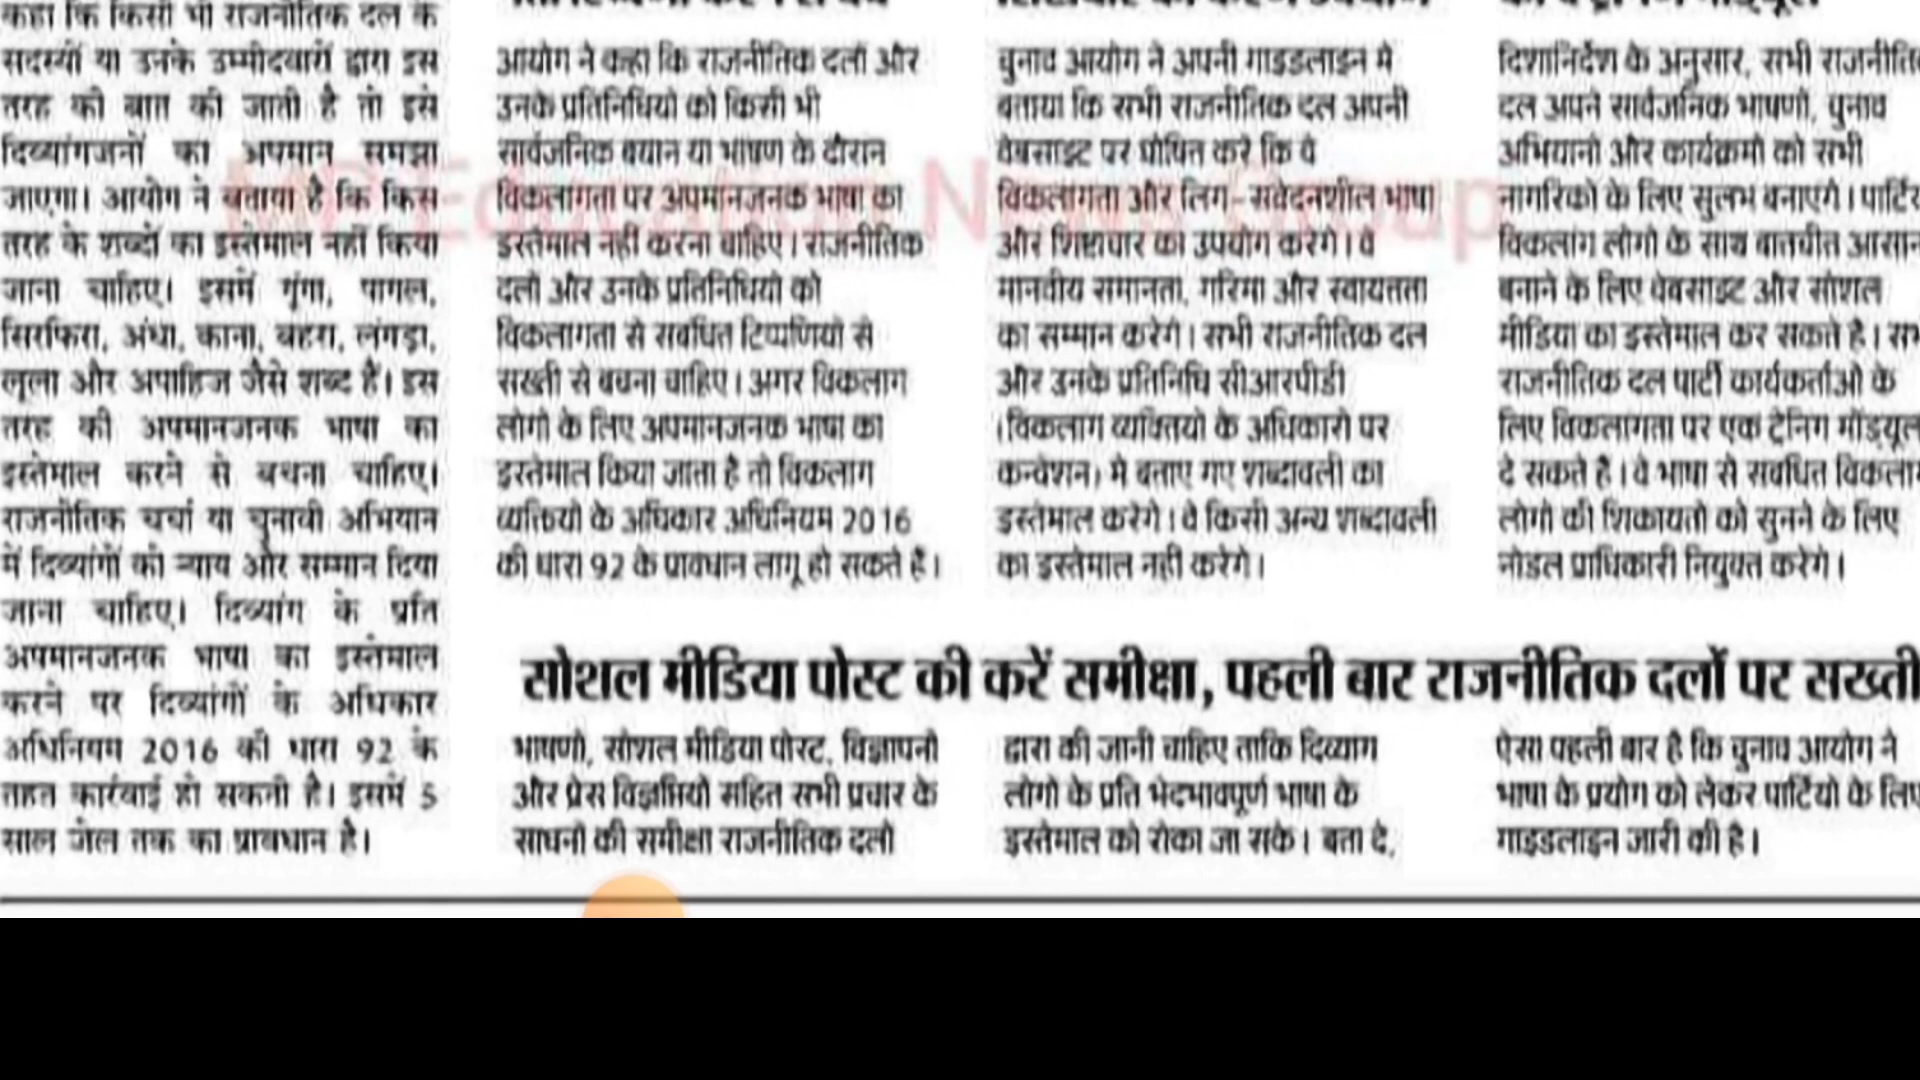 कहा कि किसी भी राजनीतिक दल के
सदस्यों या उनके उम्मीदवारों द्वारा इस
तरह की बात की जाती है तो इसे
दिव्यांगजनों का अपमान समझा
जाएगा। आयोग ने बताया है कि किस
तरह के शब्दों का इस्तेमाल नहीं किया
जाना चाहिए। इसमें गूंगा, पागल,
सिरफिरा, अंधा, काना, बहरा, लंगड़ा,
लूला और अपाहिज जैसे शब्द हैं। इस
तरह की अपमानजनक भाषा का
इस्तेमाल करने से बचना चाहिए।
राजनीतिक चर्चा या चुनावी अभियान
में दिव्यांगों को न्याय और सम्मान दिया
जाना चाहिए। दिव्यांग के प्रति
अपमानजनक भाषा का इस्तेमाल
करने पर दिव्यांगों के अधिकार
अधिनियम 2016 की धारा 92 के
तहत कार्रवाई हो सकती है। इसमें 5
साल जेल तक का प्रावधान है।
आयोग ने कहा कि राजनीतिक दलों और
उनके प्रतिनिधियों को किसी भी
सार्वजनिक बयान या भाषण के दौरान
विकलांगता पर अपमानजनक भाषा का
इस्तेमाल नहीं करना चाहिए। राजनीतिक
दलों और उनके प्रतिनिधियों को
विकलांगता से संबंधित टिप्पणियों से
सख्ती से बचना चाहिए। अगर विकलांग
लोगों के लिए अपमानजनक भाषा का
इस्तेमाल किया जाता है तो विकलांग
व्यक्तियों के अधिकार अधिनियम 2016
की धारा 92 के प्रावधान लागू हो सकते हैं।
चुनाव आयोग ने अपनी गाइडलाइन में
बताया कि सभी राजनीतिक दल अपनी
वेबसाइट पर घोषित करें कि वे
विकलांगता और लिंग-संवेदनशील भाषा
और शिष्टाचार का उपयोग करेंगे। वे
मानवीय समानता, गरिमा और स्वायत्तता
का सम्मान करेंगे। सभी राजनीतिक दल
और उनके प्रतिनिधि सीआरपीडी
(विकलांग व्यक्तियों के अधिकारों पर
कन्वेंशन) में बताए गए शब्दावली का
इस्तेमाल करेंगे। वे किसी अन्य शब्दावली
का इस्तेमाल नहीं करेंगे।
दिशानिर्देश के अनुसार, सभी राजनीति
दल अपने सार्वजनिक भाषणों, चुनाव
अभियानों और कार्यक्रमों को सभी
नागरिकों के लिए सुलभ बनाएंगे। पार्टि
विकलांग लोगों के साथ बातचीत आसान
बनाने के लिए वेबसाइट और सोशल
मीडिया का इस्तेमाल कर सकते हैं। सभ
राजनीतिक दल पार्टी कार्यकर्ताओं के
लिए विकलांगता पर एक ट्रेनिंग मॉड्यूल
दे सकते हैं। वे भाषा से संबंधित विकलां
लोगों की शिकायतों को सुनने के लिए
नोडल प्राधिकारी नियुक्त करेंगे।
सोशल मीडिया पोस्ट की करें समीक्षा, पहली बार राजनीतिक दलों पर सख्ती
भाषणों, सोशल मीडिया पोस्ट, विज्ञापनों
और प्रेस विज्ञप्तियों सहित सभी प्रचार के
साधनों की समीक्षा राजनीतिक दलों
द्वारा की जानी चाहिए ताकि दिव्यांग
लोगों के प्रति भेदभावपूर्ण भाषा के
इस्तेमाल को रोका जा सके। बता दें,
ऐसा पहली बार है कि चुनाव आयोग ने
भाषा के प्रयोग को लेकर पार्टियों के लिए
गाइडलाइन जारी की है।
MP Education News Group